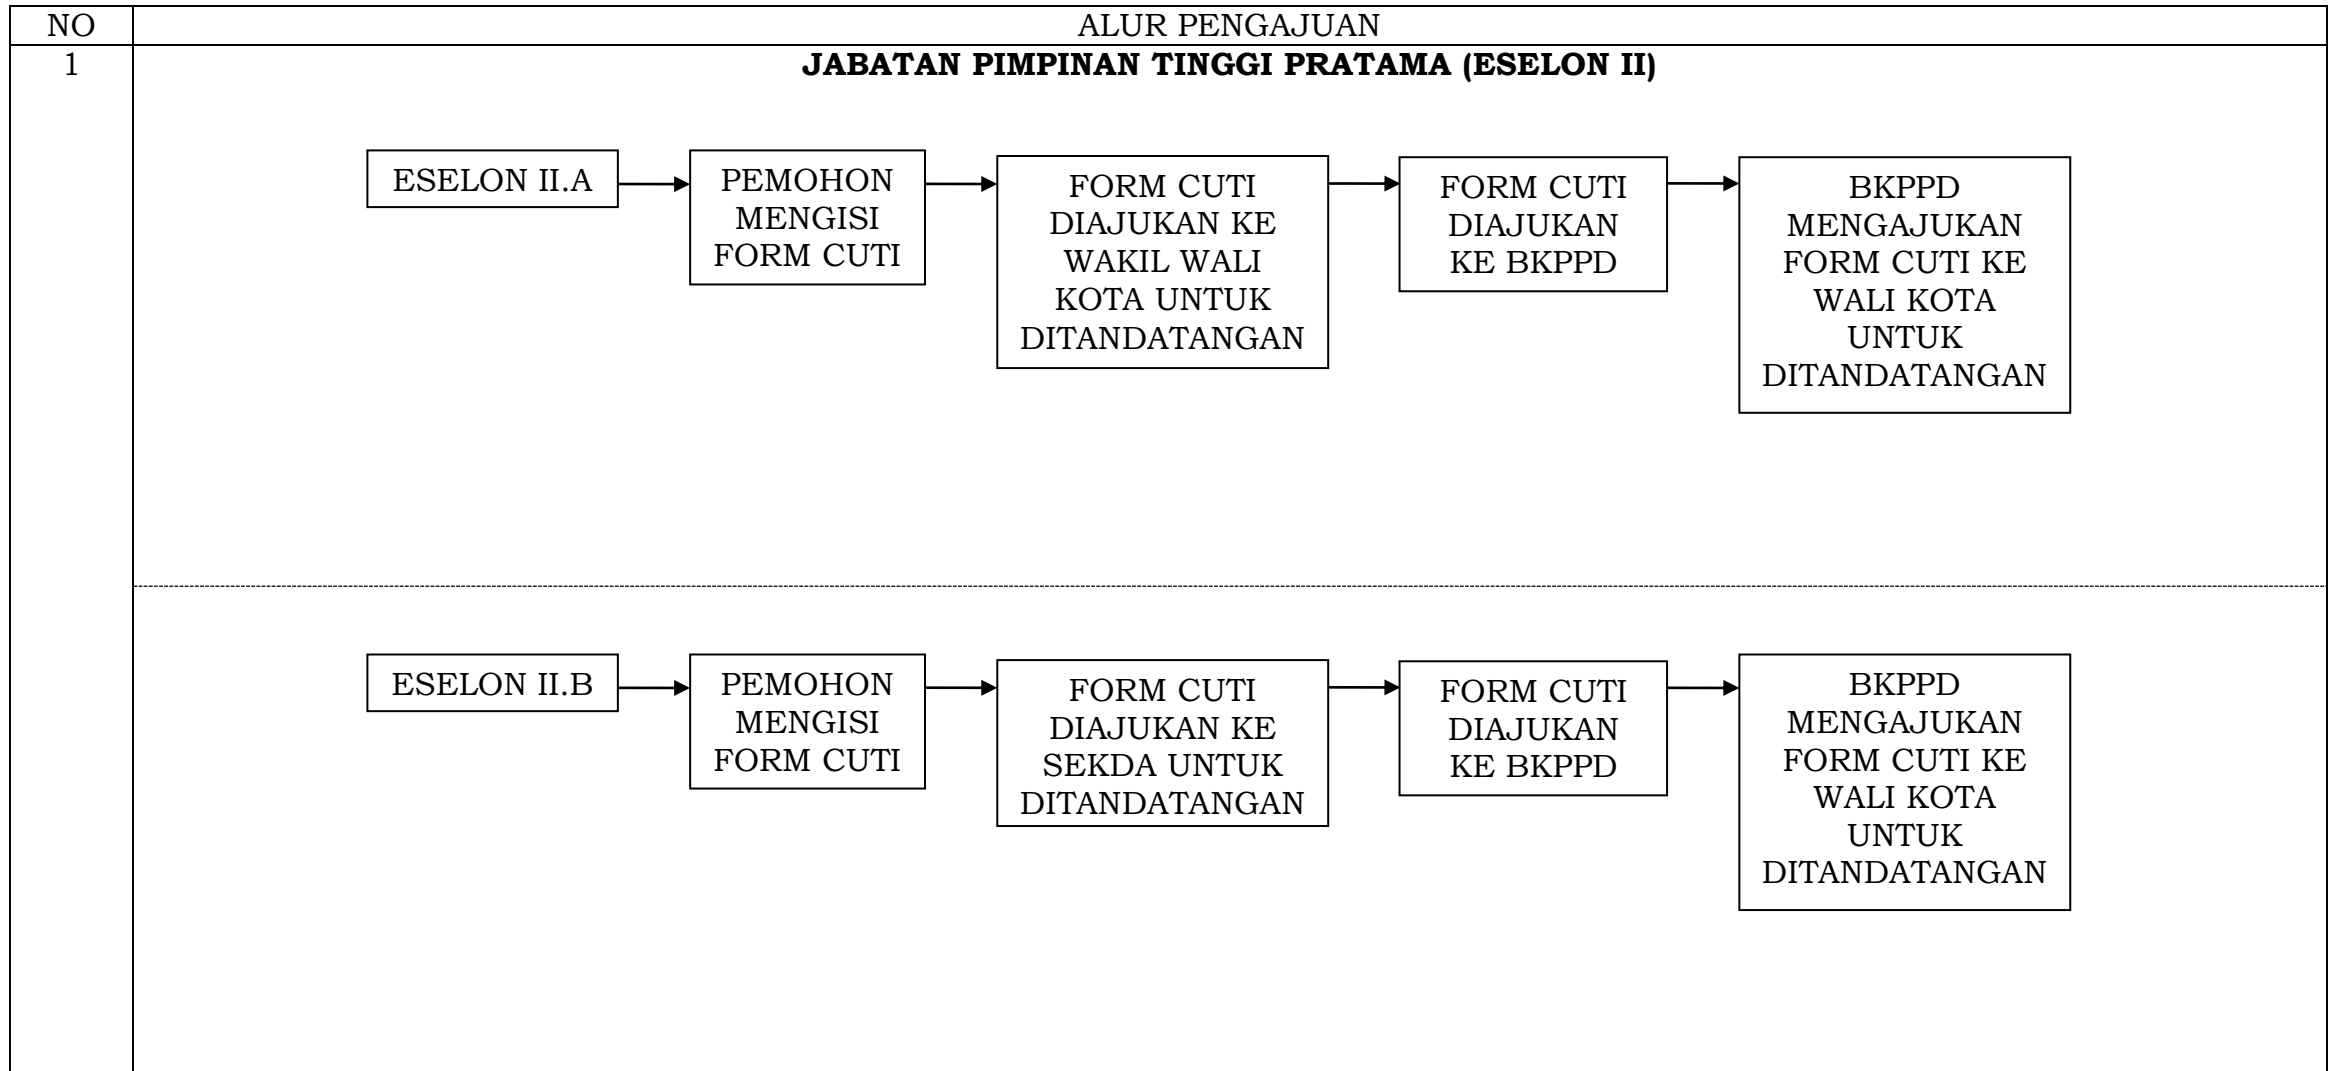 NO
ALUR PENGAJUAN
1
JABATAN PIMPINAN TINGGI PRATAMA (ESELON II)
ESELON II.A
PEMOHON
MENGISI
FORM CUTI
FORM CUTI
DIAJUKAN KE
WAKIL WALI
KOTA UNTUK
DITANDATANGAN
FORM CUTI
DIAJUKAN
KE BKPPD
BKPPD
MENGAJUKAN
FORM CUTI KE
WALI KOTA
UNTUK
DITANDATANGAN
ESELON II.B
PEMOHON
MENGISI
FORM CUTI
FORM CUTI
DIAJUKAN KE
SEKDA UNTUK
DITANDATANGAN
FORM CUTI
DIAJUKAN
KE BKPPD
BKPPD
MENGAJUKAN
FORM CUTI KE
WALI KOTA
UNTUK
DITANDATANGAN